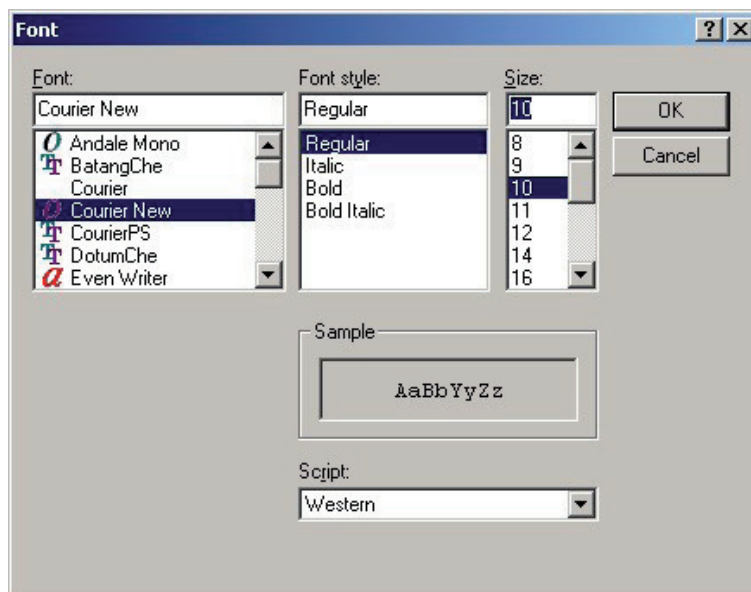 Font
Font:
Courier New
Andale Mono
BatangChe
Courier
Courier New
CourierPS
DotumChe
Even Writer
Font style:
Regular
Regular
Italic
Bold
Bold Italic
Size:
10
8
9
10
11
12
14
16
OK
Cancel
Sample
AaBbYyZz
Script:
Western